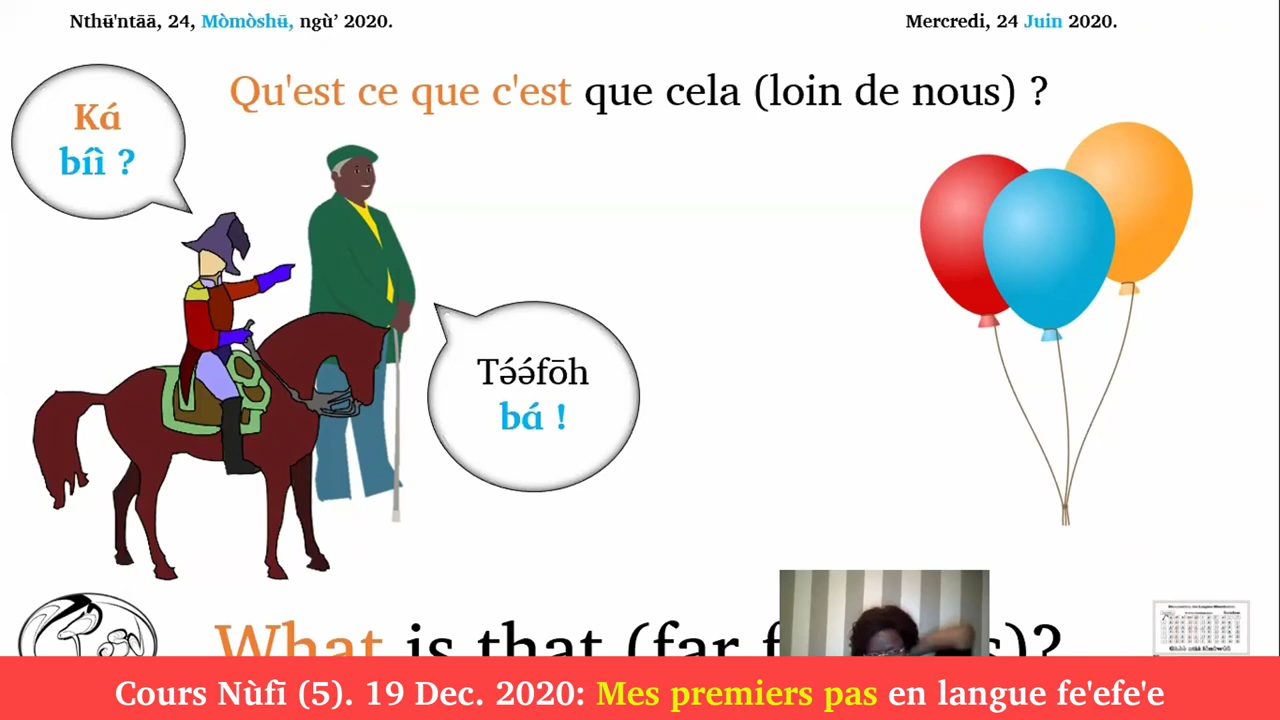 Nthʉ̄'ntāā, 24, Mòmòshʉ̄, ngù’ 2020.
Mercredi, 24 Juin 2020.
Qu'est ce que c'est que cela (loin de nous) ?
Ká
bíì ?
Tə́ə́fōh
bá !
What is that (far f
s)?
Cours Nùfī (5). 19 Dec. 2020: Mes premiers pas en langue fe'efe'e